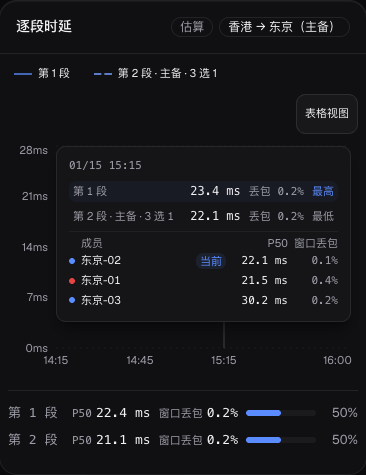 逐段时延 估算 香港 → 东京（主备）
第 1 段 第 2 段 · 主备 · 3 选 1
表格视图
28ms
01/15 15:15
第 1 段 23.4 ms 丢包 0.2% 最高
21ms
第 2 段 · 主备 · 3 选 1 22.1 ms 丢包 0.2% 最低
成员 P50 窗口丢包
14ms
东京-02 当前 22.1 ms 0.1%
东京-01 21.5 ms 0.4%
7ms
东京-03 30.2 ms 0.2%
0ms
14:15 14:45 15:15 16:00
第 1 段 P50 22.4 ms 窗口丢包 0.2% 50%
第 2 段 P50 21.1 ms 窗口丢包 0.2% 50%